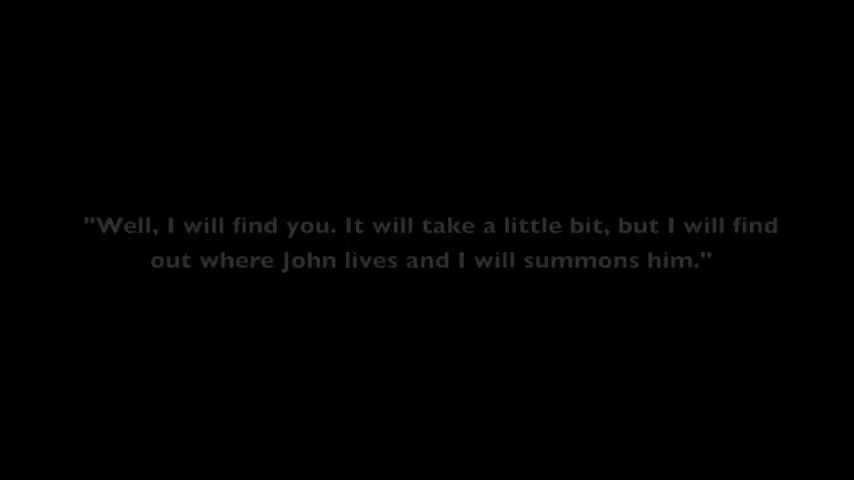 "Well, I will find you. It will take a little bit, but I will find
out where John lives and I will summons him."